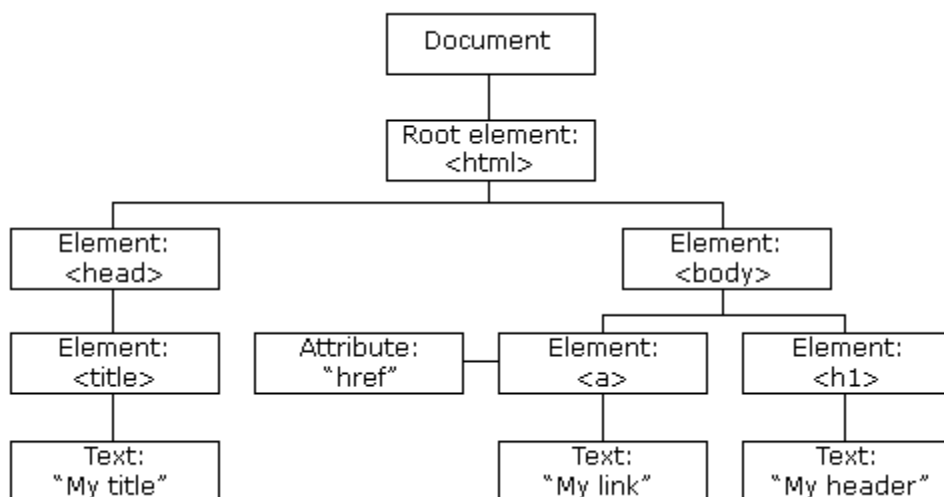 Document
Root element:
<html>
Element:
<head>
Element:
<body>
Element:
<title>
Attribute:
“href”
Element:
<a>
Element:
<h1>
Text:
“My title”
Text:
“My link”
Text:
“My header”